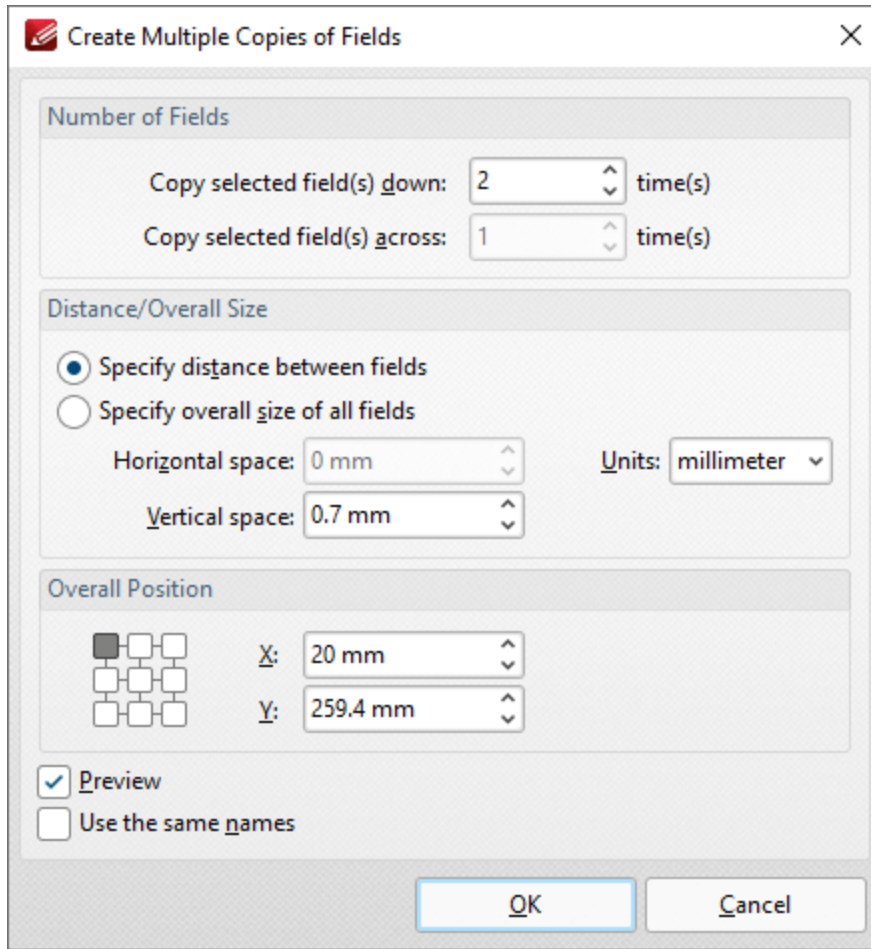 Create Multiple Copies of Fields
Number of Fields
Copy selected field(s) down: 2 time(s)
Copy selected field(s) across: 1 time(s)
Distance/Overall Size
Specify distance between fields
Specify overall size of all fields
Horizontal space: 0 mm Units: millimeter
Vertical space: 0.7 mm
Overall Position
X: 20 mm
Y: 259.4 mm
Preview
Use the same names
OK Cancel